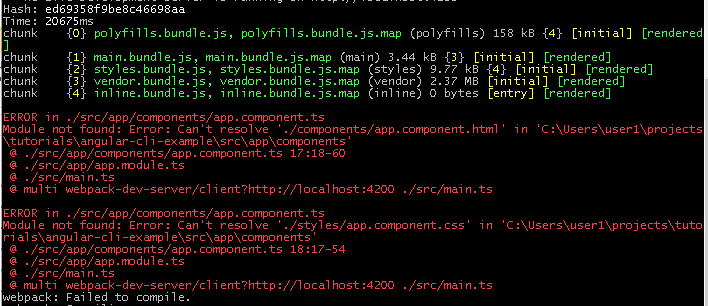 Hash: ed69358f9be8c46698aa
Time: 20675ms
chunk    {0} polyfills.bundle.js, polyfills.bundle.js.map (polyfills) 158 kB {4} [initial] [rendered
]
chunk    {1} main.bundle.js, main.bundle.js.map (main) 3.44 kB {3} [initial] [rendered]
chunk    {2} styles.bundle.js, styles.bundle.js.map (styles) 9.77 kB {4} [initial] [rendered]
chunk    {3} vendor.bundle.js, vendor.bundle.js.map (vendor) 2.37 MB [initial] [rendered]
chunk    {4} inline.bundle.js, inline.bundle.js.map (inline) 0 bytes [entry] [rendered]
ERROR in ./src/app/components/app.component.ts
Module not found: Error: Can't resolve './components/app.component.html' in 'C:\Users\user1\projects
\tutorials\angular-cli-example\src\app\components'
@ ./src/app/components/app.component.ts 17:18-60
@ ./src/app/app.module.ts
@ ./src/main.ts
@ multi webpack-dev-server/client?http://localhost:4200 ./src/main.ts
ERROR in ./src/app/components/app.component.ts
Module not found: Error: Can't resolve './styles/app.component.css' in 'C:\Users\user1\projects\tuto
rials\angular-cli-example\src\app\components'
@ ./src/app/components/app.component.ts 18:17-54
@ ./src/app/app.module.ts
@ ./src/main.ts
@ multi webpack-dev-server/client?http://localhost:4200 ./src/main.ts
webpack: Failed to compile.